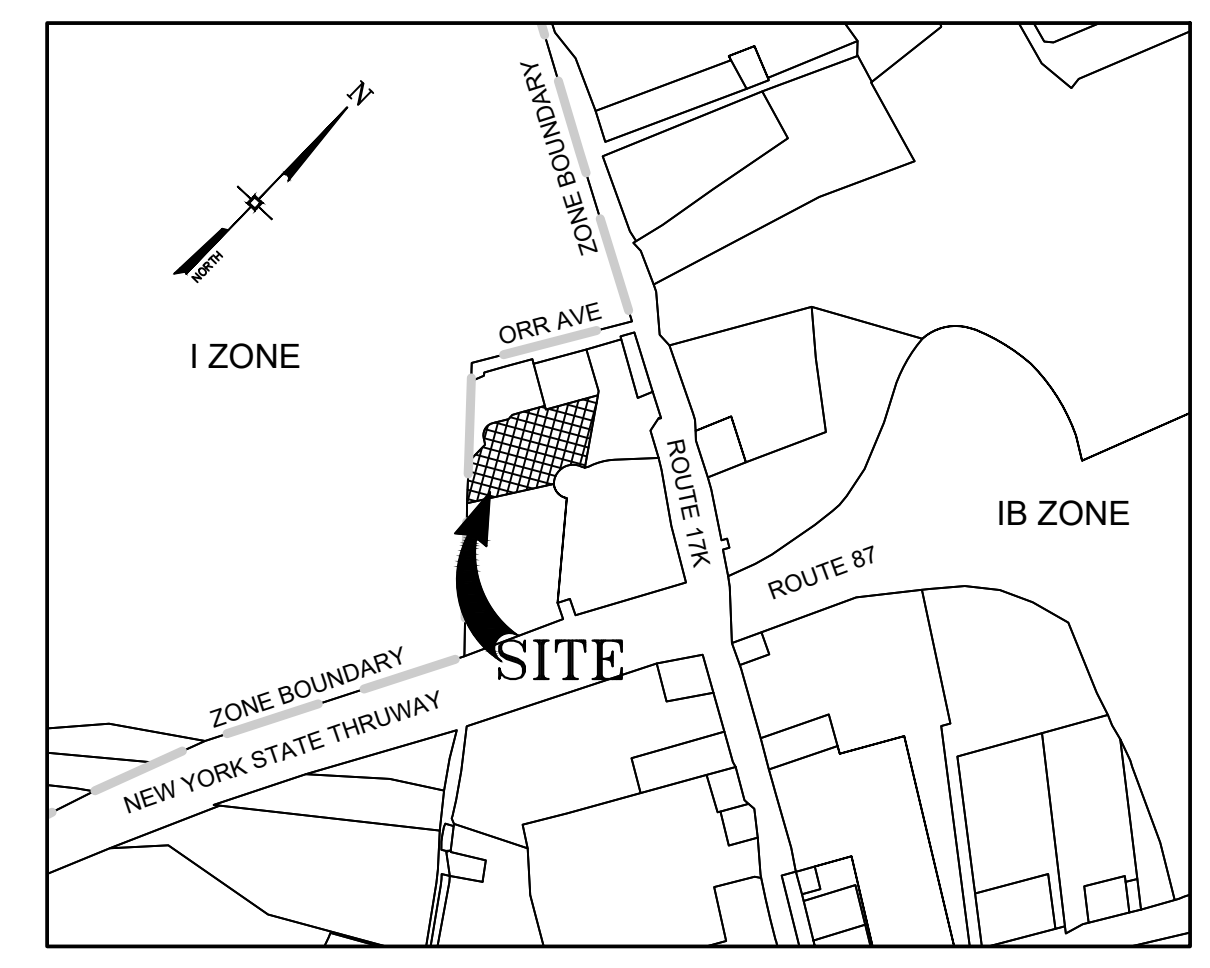 ZONE BOUNDARY
N
NORTH
ORR AVE
I ZONE
ROUTE 17K
IB ZONE
ROUTE 87
SITE
ZONE BOUNDARY
NEW YORK STATE THRUWAY